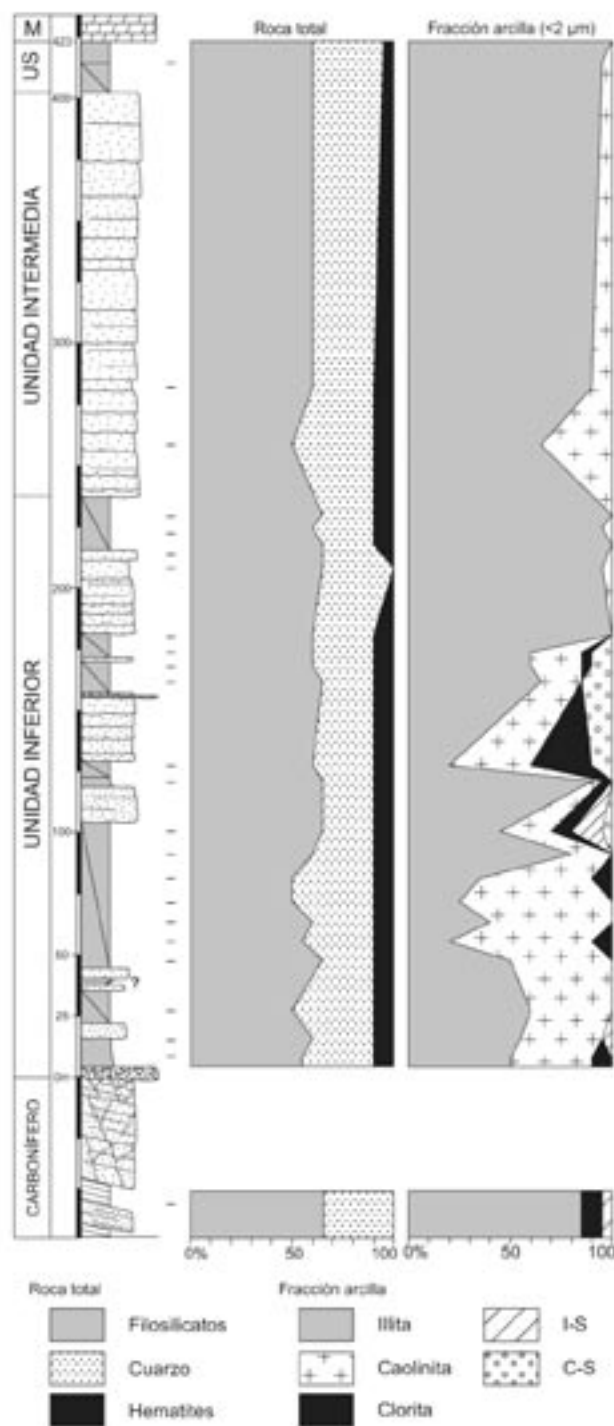 Roca total Fracción arcilla (<2 µm)
M
423
US
400
UNIDAD INTERMEDIA
300
200
UNIDAD INFERIOR
100
50
?
25
0m
CARBONÍFERO
0% 50 100 0% 50 100
Roca total Fracción arcilla
Filosilicatos Illita I-S
Cuarzo Caolinita C-S
Hematites Clorita